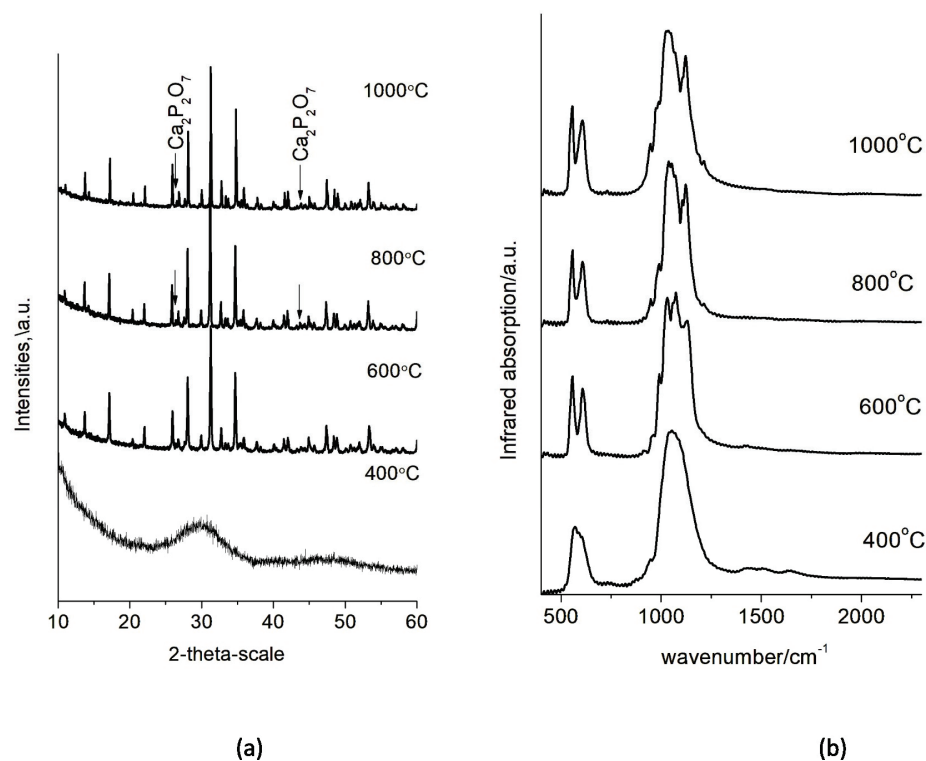 Intensities,\a.u.
1000°C
Ca₂P₂O₇
Ca₂P₂O₇
800°C
600°C
400°C
10 20 30 40 50 60
2-theta-scale
(a)
Infrared absorption/a.u.
1000°C
800°C
600°C
400°C
500 1000 1500 2000
wavenumber/cm⁻¹
(b)